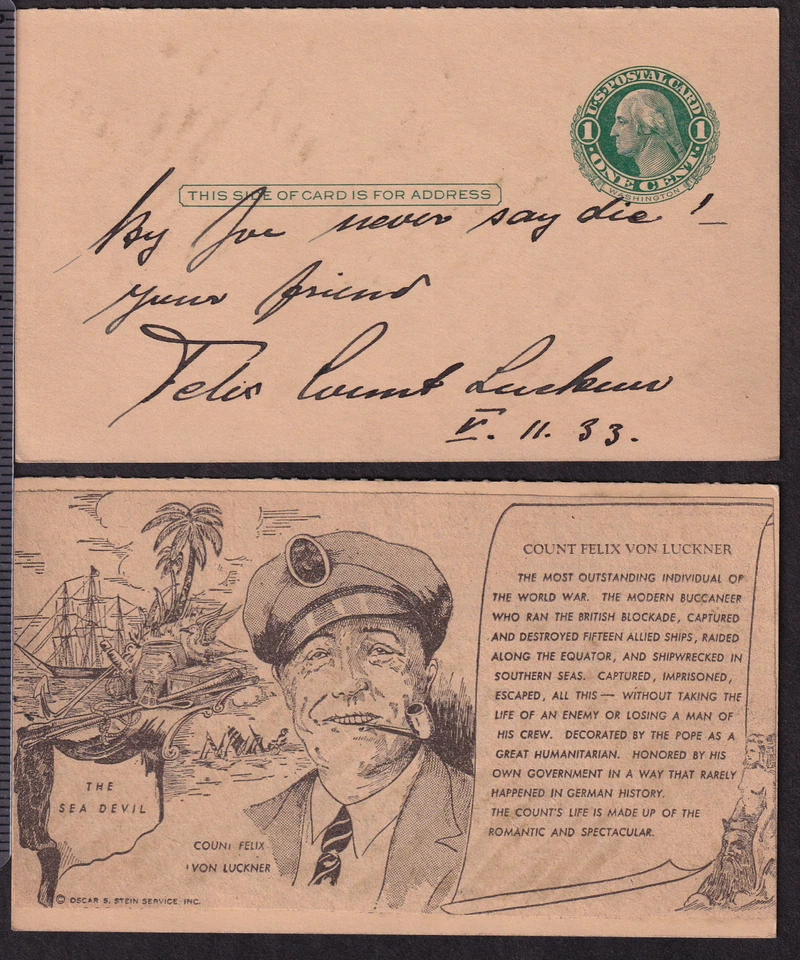 U.S. POSTAL CARD
1 1
· ONE CENT ·
WASHINGTON
THIS SIDE OF CARD IS FOR ADDRESS
By Joe never say die !
your friend
Felix Count Luckner
V. 11. 33.
COUNT FELIX VON LUCKNER
THE MOST OUTSTANDING INDIVIDUAL OF
THE WORLD WAR. THE MODERN BUCCANEER
WHO RAN THE BRITISH BLOCKADE, CAPTURED
AND DESTROYED FIFTEEN ALLIED SHIPS, RAIDED
ALONG THE EQUATOR, AND SHIPWRECKED IN
SOUTHERN SEAS. CAPTURED, IMPRISONED,
ESCAPED, ALL THIS — WITHOUT TAKING THE
LIFE OF AN ENEMY OR LOSING A MAN OF
HIS CREW. DECORATED BY THE POPE AS A
GREAT HUMANITARIAN. HONORED BY HIS
OWN GOVERNMENT IN A WAY THAT RARELY
HAPPENED IN GERMAN HISTORY.
THE COUNT'S LIFE IS MADE UP OF THE
ROMANTIC AND SPECTACULAR.
THE
SEA DEVIL
COUNT FELIX
VON LUCKNER
© OSCAR S. STEIN SERVICE, INC.